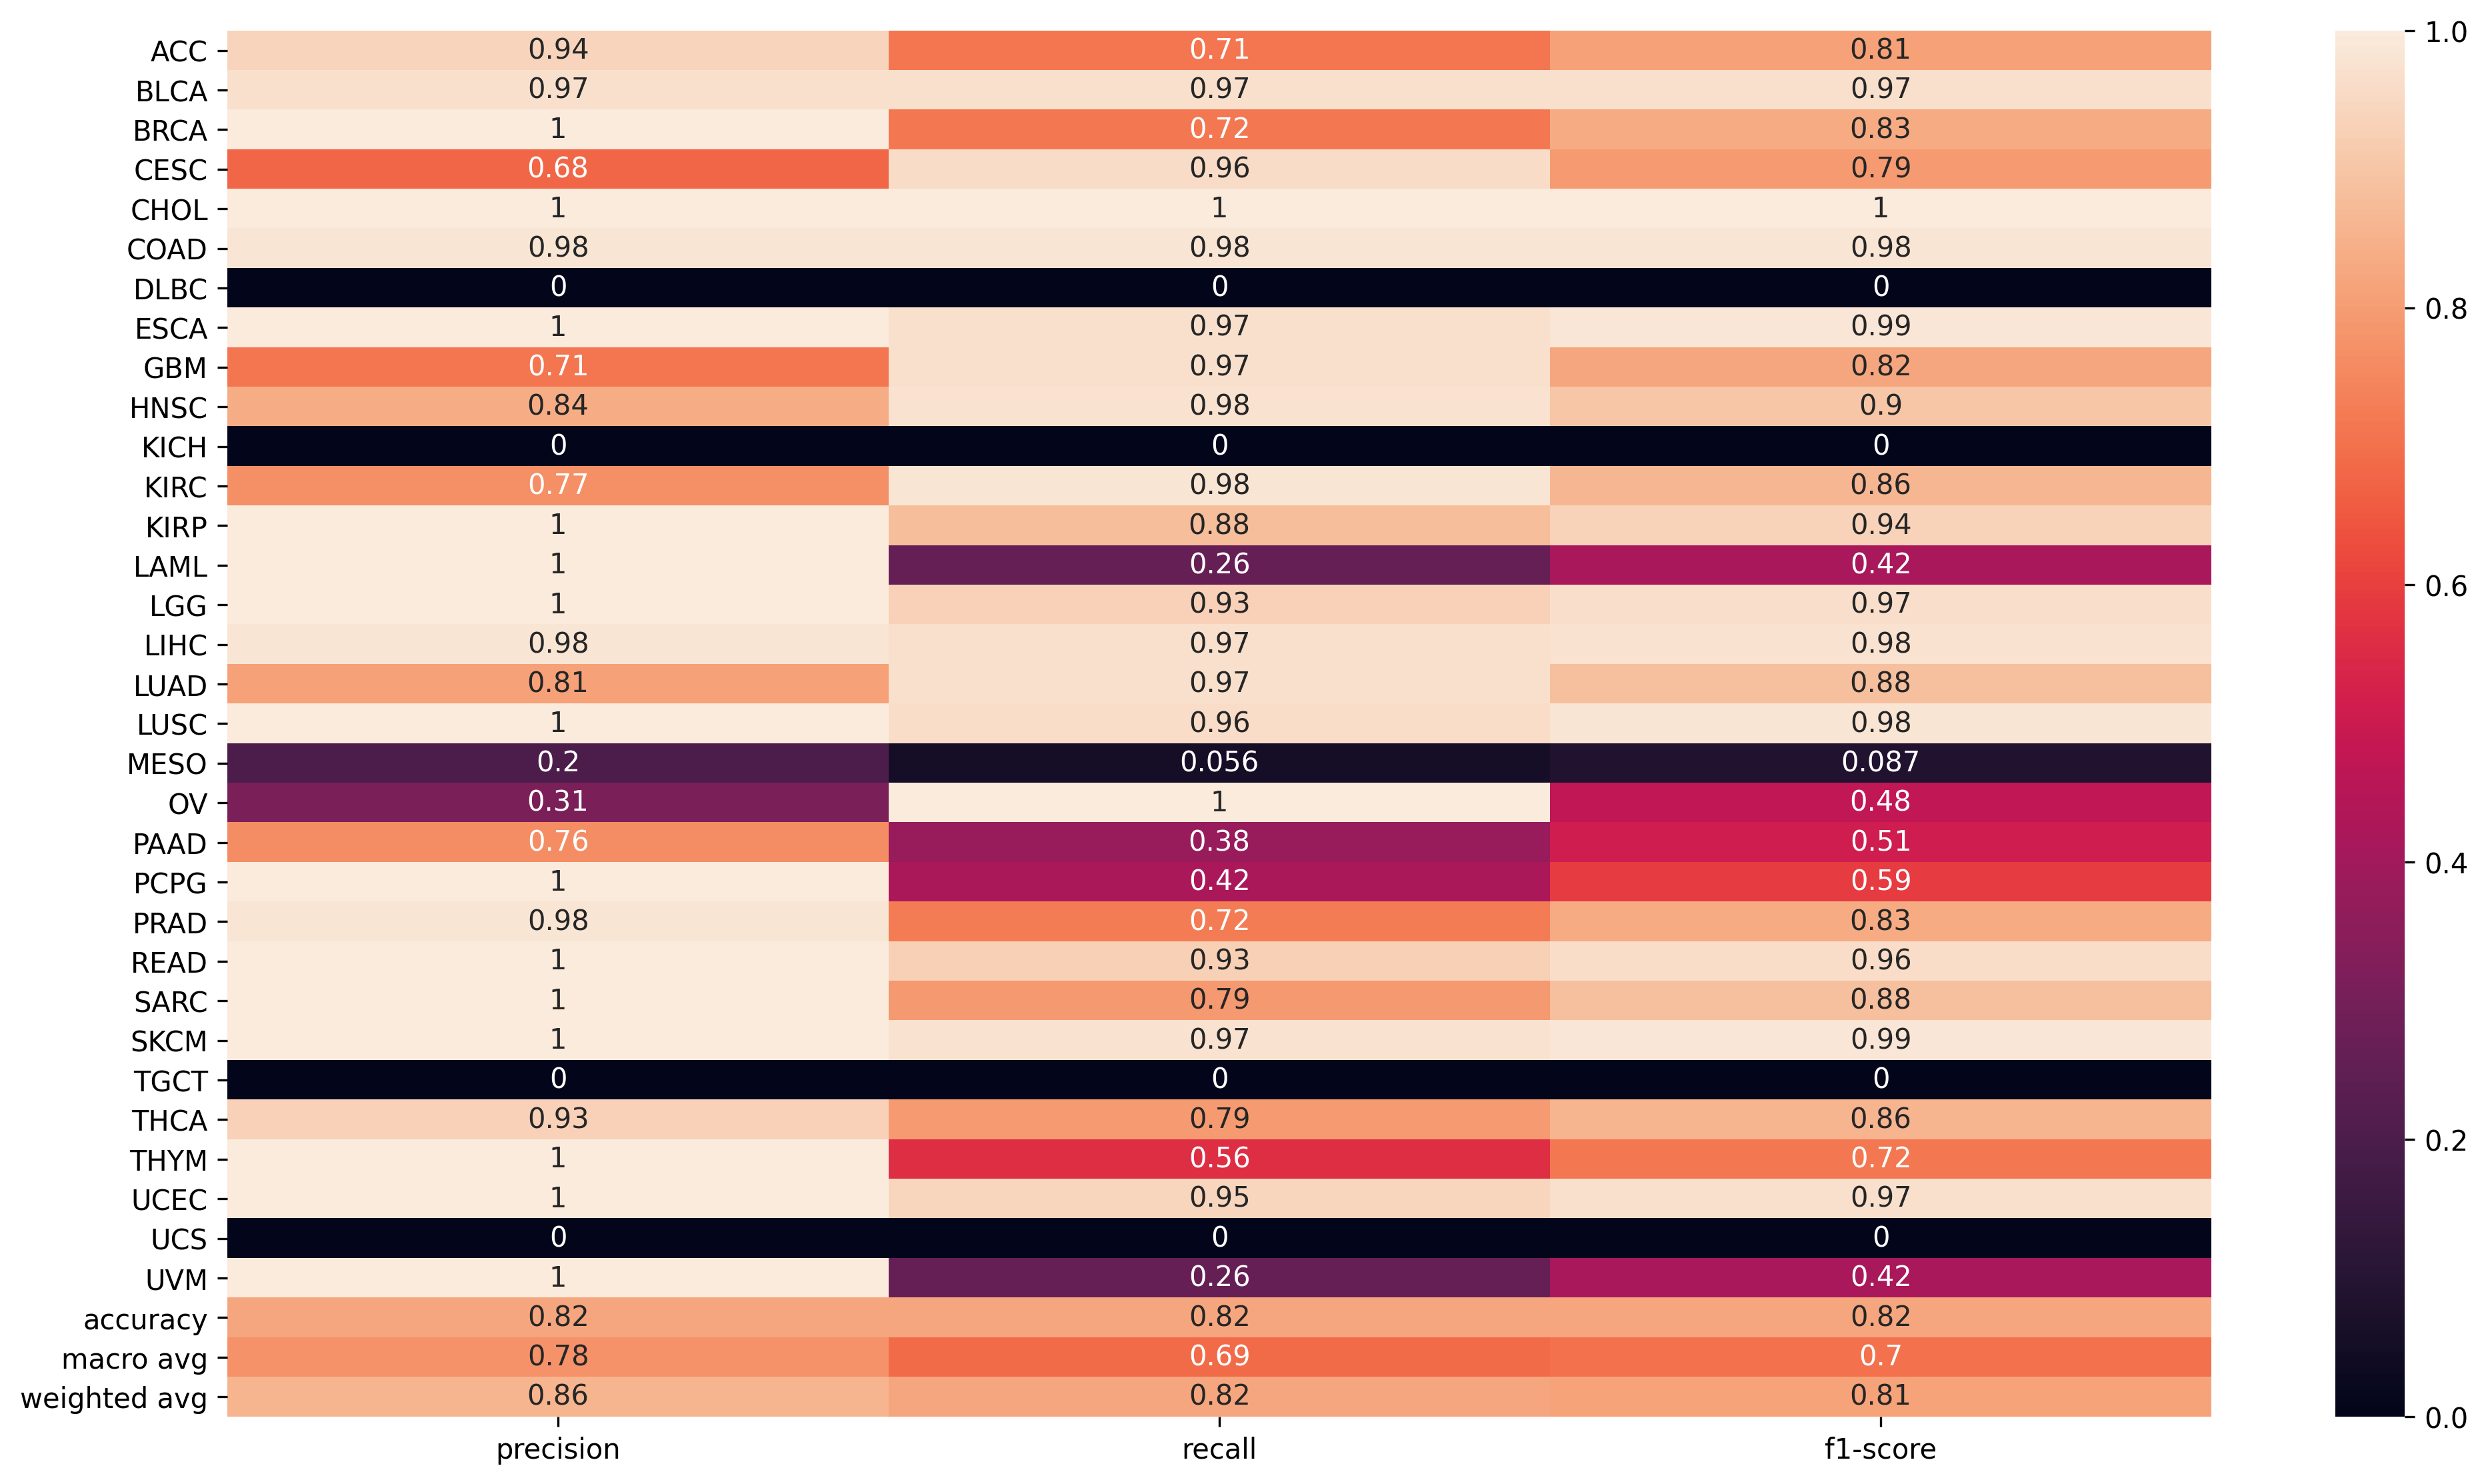 ACC 0.94 0.71 0.81
BLCA 0.97 0.97 0.97
BRCA 1 0.72 0.83
CESC 0.68 0.96 0.79
CHOL 1 1 1
COAD 0.98 0.98 0.98
DLBC 0 0 0
ESCA 1 0.97 0.99
GBM 0.71 0.97 0.82
HNSC 0.84 0.98 0.9
KICH 0 0 0
KIRC 0.77 0.98 0.86
KIRP 1 0.88 0.94
LAML 1 0.26 0.42
LGG 1 0.93 0.97
LIHC 0.98 0.97 0.98
LUAD 0.81 0.97 0.88
LUSC 1 0.96 0.98
MESO 0.2 0.056 0.087
OV 0.31 1 0.48
PAAD 0.76 0.38 0.51
PCPG 1 0.42 0.59
PRAD 0.98 0.72 0.83
READ 1 0.93 0.96
SARC 1 0.79 0.88
SKCM 1 0.97 0.99
TGCT 0 0 0
THCA 0.93 0.79 0.86
THYM 1 0.56 0.72
UCEC 1 0.95 0.97
UCS 0 0 0
UVM 1 0.26 0.42
accuracy 0.82 0.82 0.82
macro avg 0.78 0.69 0.7
weighted avg 0.86 0.82 0.81
precision recall f1-score
1.0
0.8
0.6
0.4
0.2
0.0